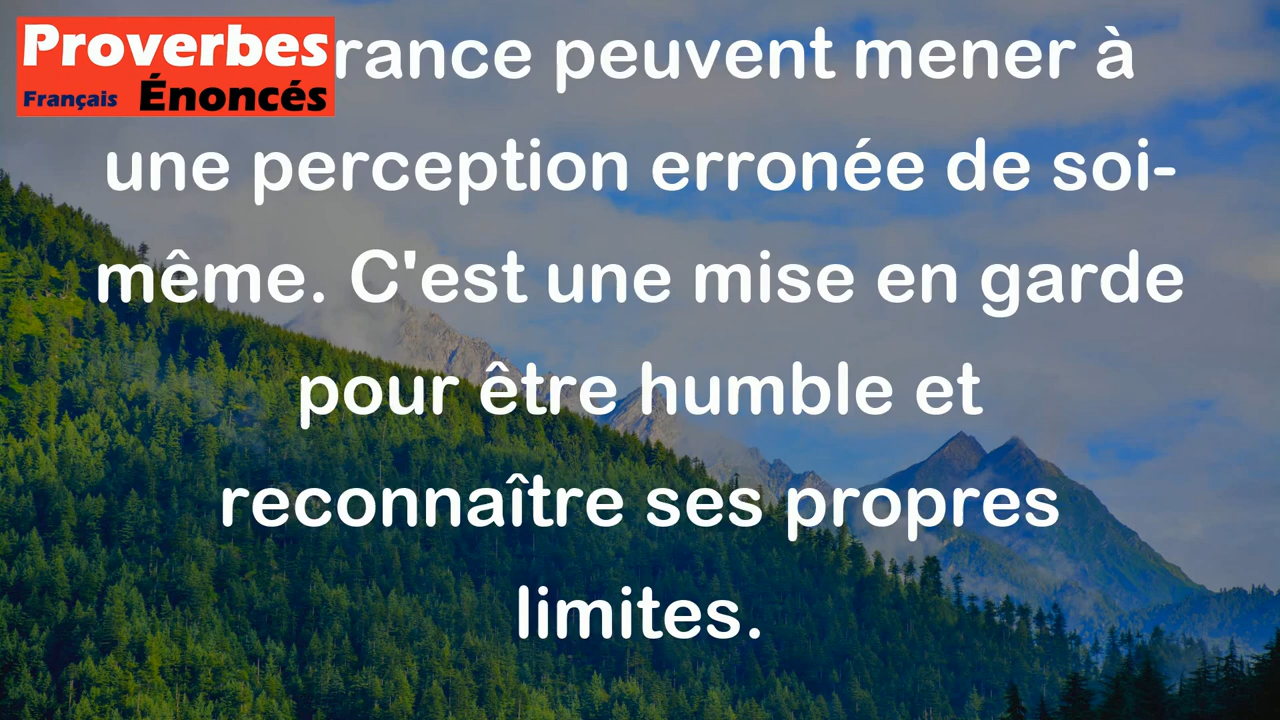 Proverbes
Français Énoncés
rance peuvent mener à
une perception erronée de soi-
même. C'est une mise en garde
pour être humble et
reconnaître ses propres
limites.